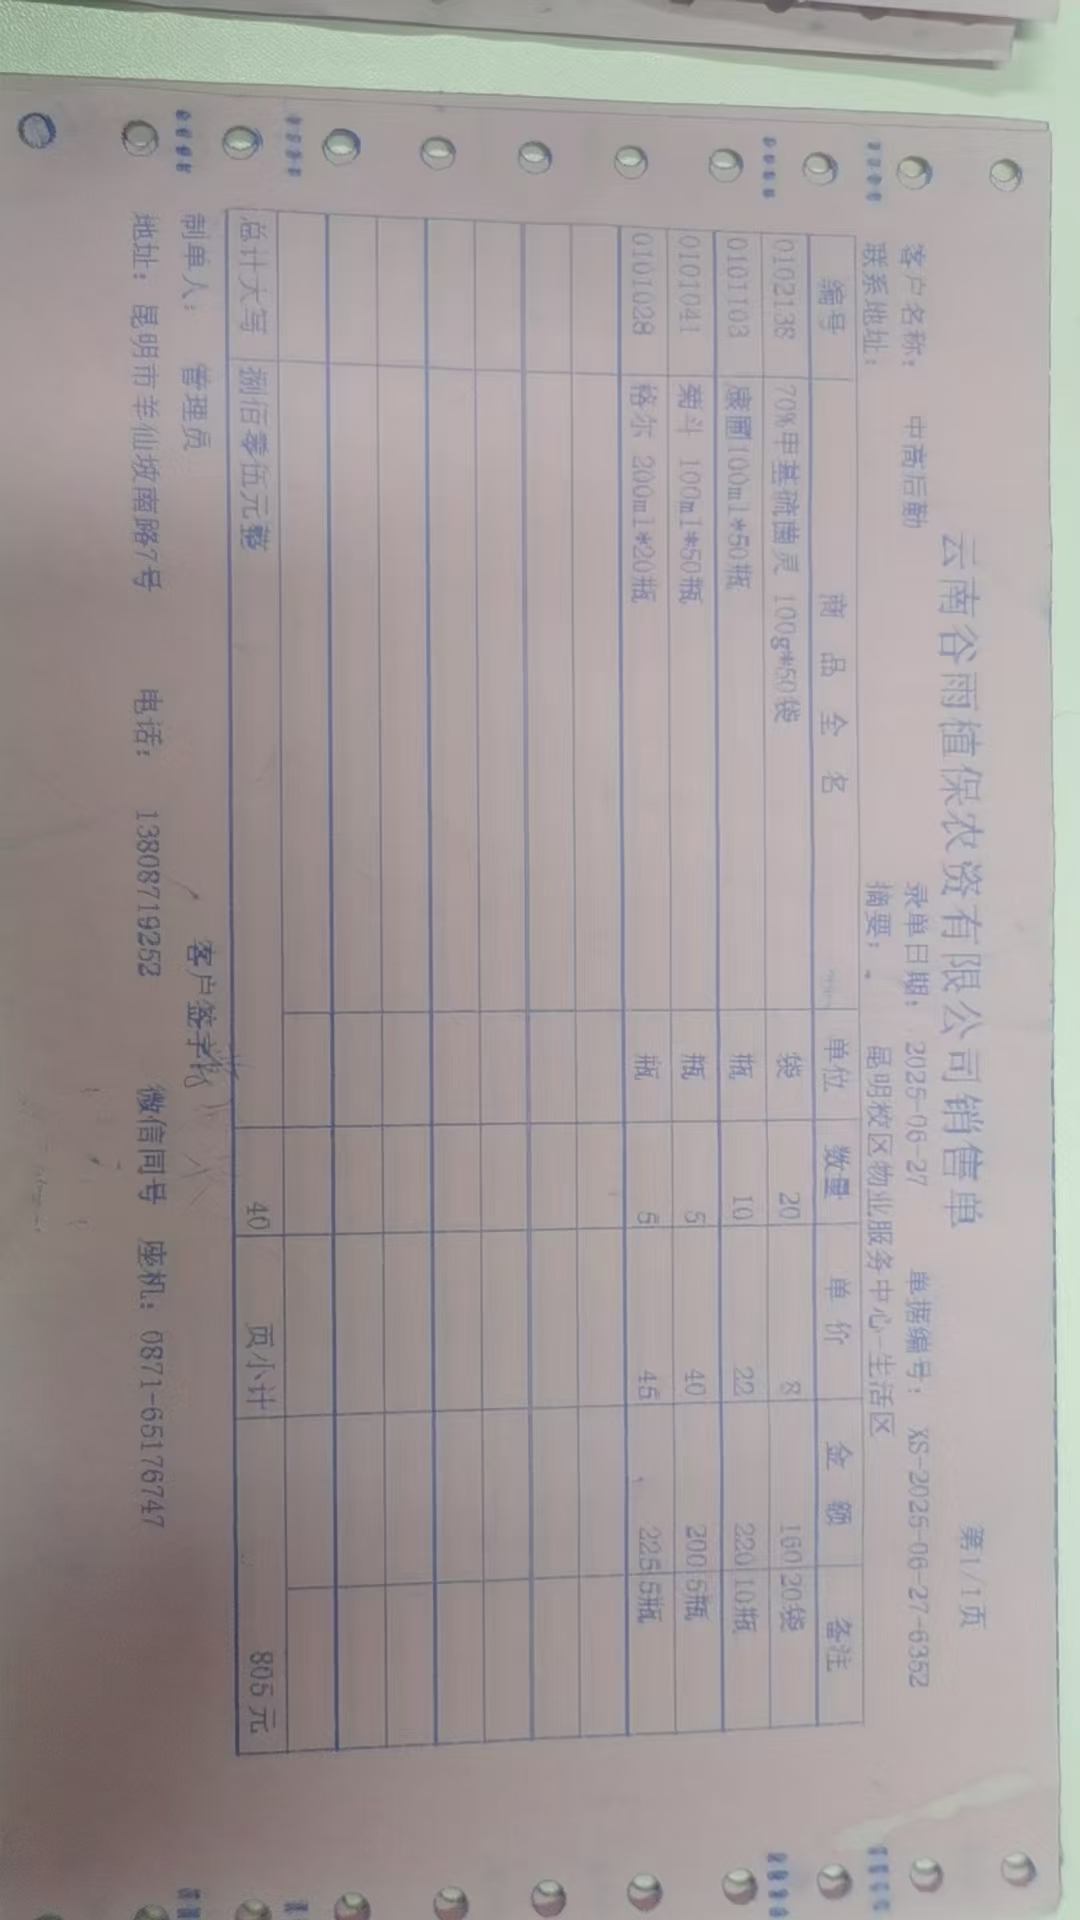 云南谷雨植保农资有限公司销售单
第1/1页
客户名称: 中高后勤 录单日期: 2025-06-27 单据编号: XS-2025-06-27-6352
联系地址: 摘要: 昆明校区物业服务中心-生活区
编号 商品全名 单位 数量 单价 金额 备注
0102138 70%甲基硫菌灵 100g*50袋 袋 20 8 160 20袋
0101103 康圃100ml*50瓶 瓶 10 22 220 10瓶
0101041 菊斗 100ml*50瓶 瓶 5 40 200 5瓶
0101028 格尔 200ml*20瓶 瓶 5 45 225 5瓶
总计大写 捌佰零伍元整 40 页小计 805元
制单人: 管理员 客户签字
地址: 昆明市羊仙坡南路7号 电话: 13808719252 微信同号 座机: 0871-65176747